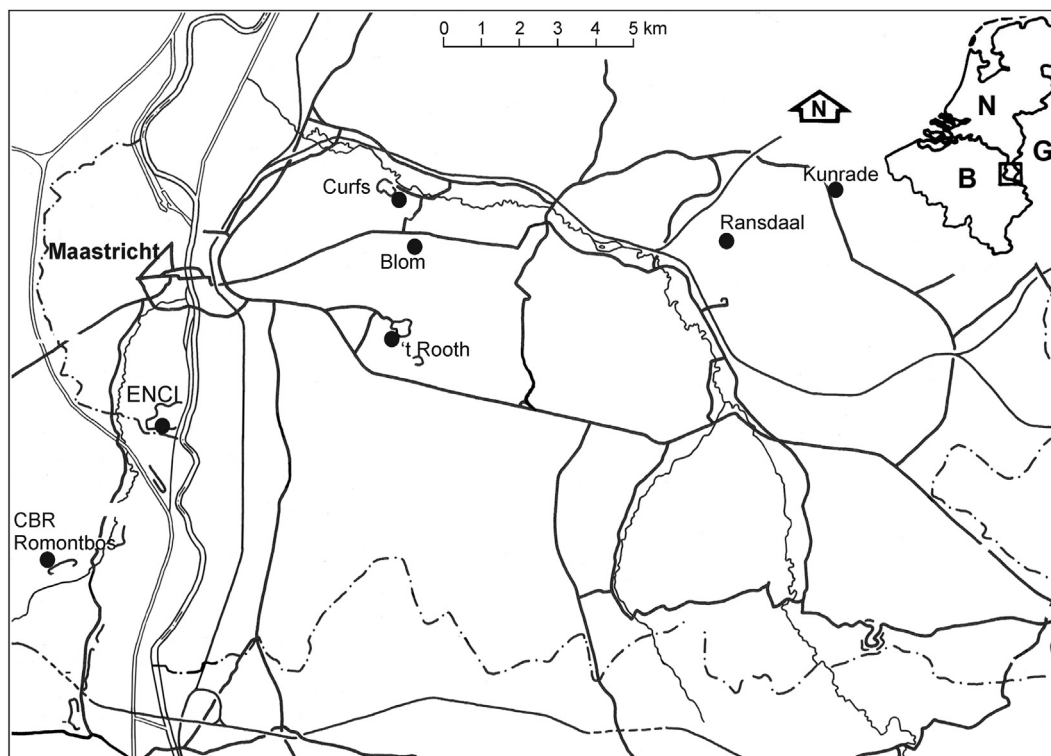 0 1 2 3 4 5 km
N
N
G
B
Curfs
Kunrade
Ransdaal
Maastricht
Blom
‘t Rooth
ENCI
CBR
Romontbos